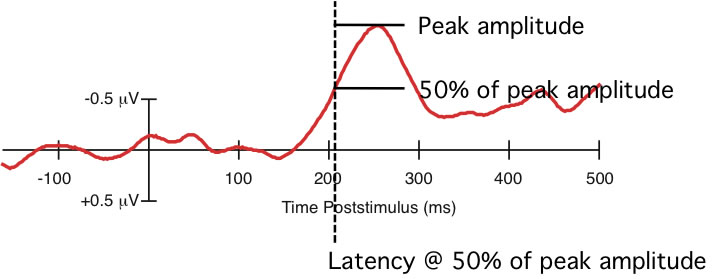 Peak amplitude
50% of peak amplitude
-0.5 µV
-100 100 200 300 400 500
+0.5 µV
Time Poststimulus (ms)
Latency @ 50% of peak amplitude